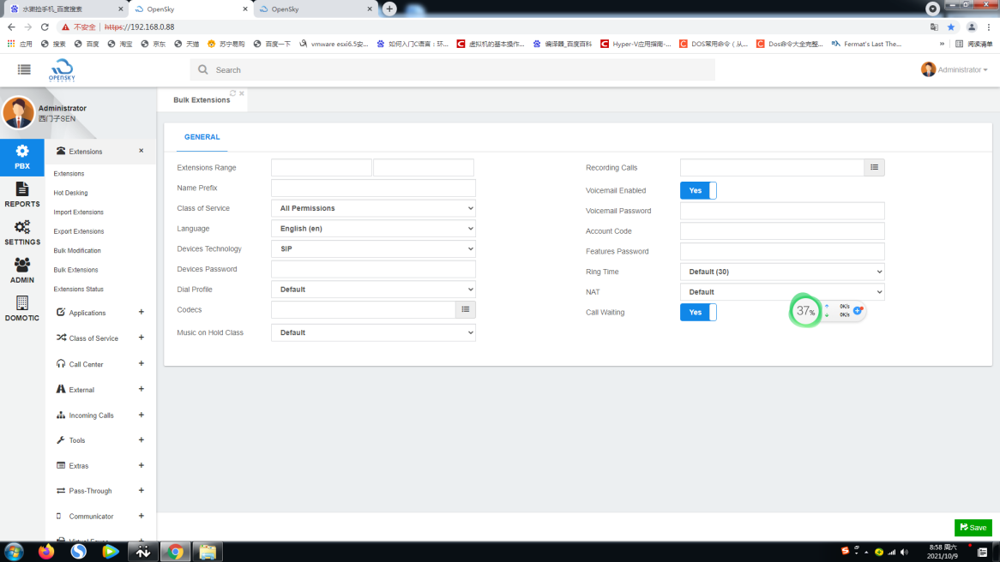 水濑捡手机_百度搜索 OpenSky OpenSky
不安全 https://192.168.0.88
应用 搜索 百度 淘宝 京东 天猫 苏宁易购 百度一下 vmware esxi6.5安... 如何入门C语言：环... 虚拟机的基本操作... 编译器_百度百科 Hyper-V应用指南-... DOS常用命令（从... Dos命令大全完整... Fermat's Last The... » 阅读清单
OPENSKY Search Administrator
Administrator
西门子SEN
Bulk Extensions
GENERAL
PBX
REPORTS
SETTINGS
ADMIN
DOMOTIC
Extensions
Extensions
Hot Desking
Import Extensions
Export Extensions
Bulk Modification
Bulk Extensions
Extensions Status
Applications +
Class of Service +
Call Center +
External +
Incoming Calls +
Tools +
Extras +
Pass-Through +
Communicator +
Extensions Range
Name Prefix
Class of Service All Permissions
Language English (en)
Devices Technology SIP
Devices Password
Dial Profile Default
Codecs
Music on Hold Class Default
Recording Calls
Voicemail Enabled Yes
Voicemail Password
Account Code
Features Password
Ring Time Default (30)
NAT Default
Call Waiting Yes
37% 0K/s
0K/s
Save
8:58 周六
2021/10/9